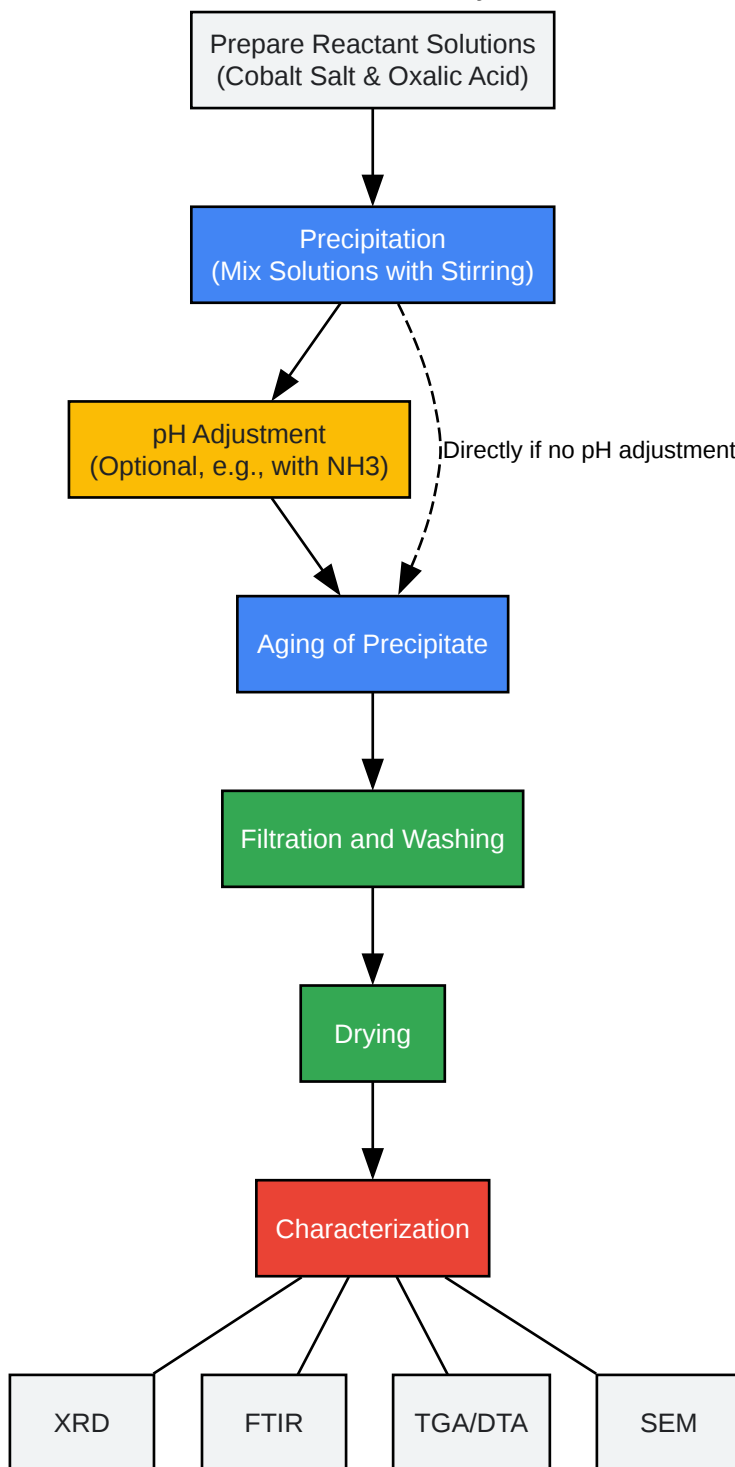 Prepare Reactant Solutions
(Cobalt Salt & Oxalic Acid)
Precipitation
(Mix Solutions with Stirring)
pH Adjustment
(Optional, e.g., with NH3)
Directly if no pH adjustment
Aging of Precipitate
Filtration and Washing
Drying
Characterization
XRD
FTIR
TGA/DTA
SEM